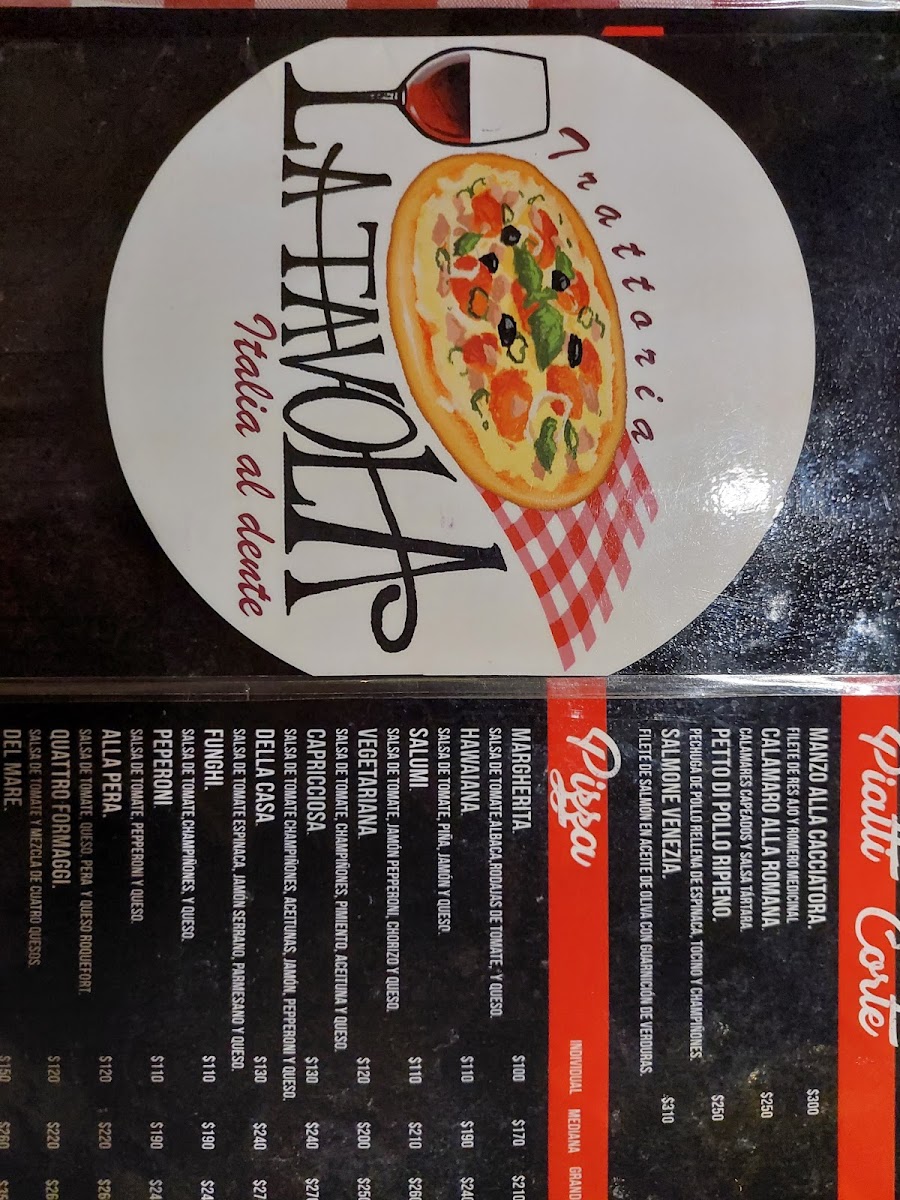 Trattoria
LA TAVOLA
Italia al dente
Piatti Corte
MANZO ALLA CACCIATORA. $300
FILETE DE RES AJO Y ROMERO MEDICINAL
CALAMARO ALLA ROMANA $250
CALAMARES CAPEADOS Y SALSA TARTARA
PETTO DI POLLO RIPIENO. $250
PECHUGA DE POLLO RELLENA DE ESPINACA, TOCINO Y CHAMPIÑONES
SALMONE VENEZIA. $310
FILETE DE SALMÓN EN ACEITE DE OLIVA CON GUARNICIÓN DE VERDURAS.
Pizza INDIVIDUAL MEDIANA
MARGHERITA. $100 $170 $210
SALSA DE TOMATE, ALBACA, RODAJAS DE TOMATE, Y QUESO.
HAWAIANA. $110 $190
SALSA DE TOMATE, PIÑA, JAMÓN Y QUESO.
SALUMI. $110 $210
SALSA DE TOMATE, JAMÓN PEPERONI, CHORIZO Y QUESO.
VEGETARIANA. $120 $200
SALSA DE TOMATE, CHAMPIÑONES, PIMIENTO, ACEITUNA Y QUESO.
CAPRICCIOSA. $130 $240
SALSA DE TOMATE CHAMPIÑONES, ACEITUNAS, JAMÓN, PEPPERONI Y QUESO.
DELLA CASA $130 $240
SALSA DE TOMATE ESPINACA, JAMÓN SERRANO, PARMESANO Y QUESO.
FUNGHI. $110 $190
SALSA DE TOMATE,CHAMPIÑONES, Y QUESO.
PEPERONI $110 $190
SALSA DE TOMATE, PEPPERONI Y QUESO.
ALLA PERA. $120 $220
SALSA DE TOMATE, QUESO, PERA Y QUESO ROQUEFORT.
QUATTRO FORMAGGI. $120 $220
SALSA DE TOMATE Y MEZCLA DE CUATRO QUESOS.
DEL MARE. $150 $260